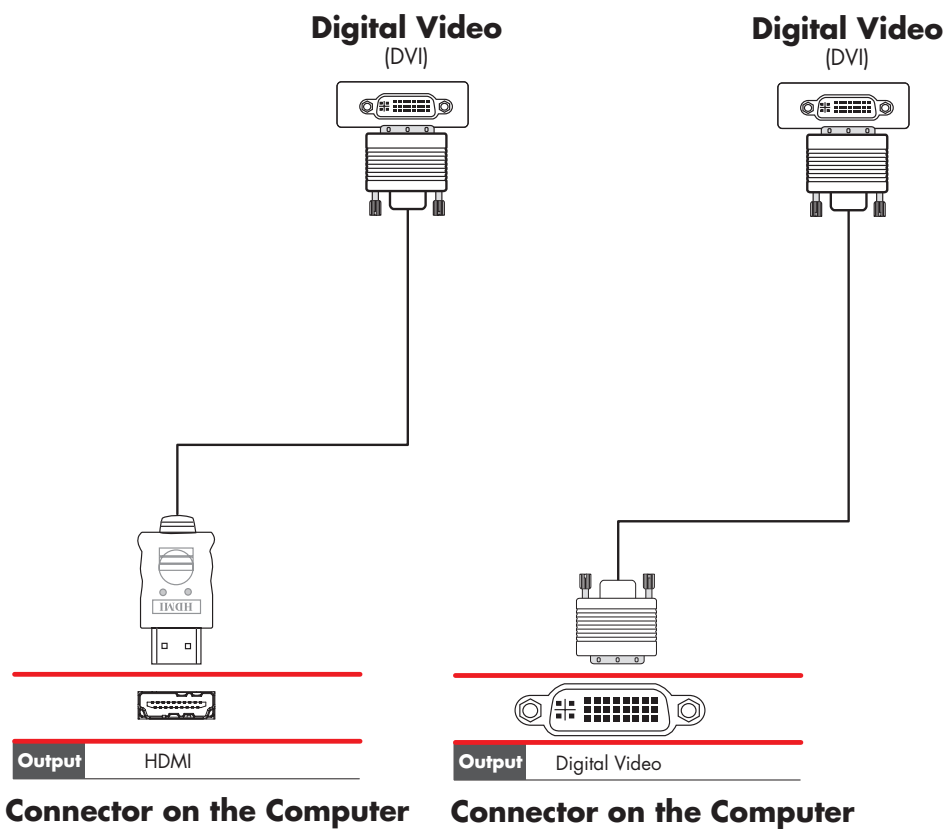 Digital Video
(DVI)
HDMI
Output HDMI
Connector on the Computer
Digital Video
(DVI)
Output Digital Video
Connector on the Computer